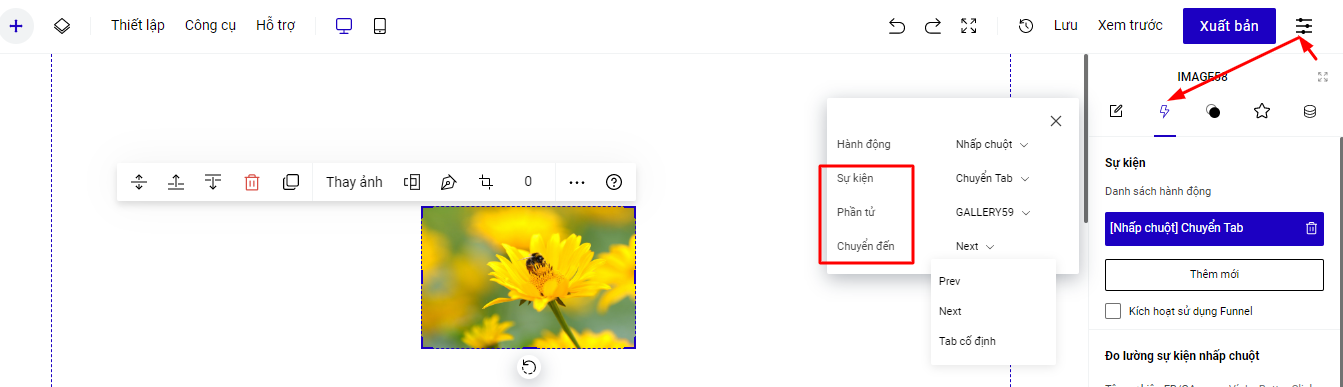 Thiết lập Công cụ Hỗ trợ Lưu Xem trước Xuất bản
IMAGE58
Hành động Nhấp chuột
Sự kiện Chuyển Tab
Phần tử GALLERY59
Chuyển đến Next
Prev
Next
Tab cố định
Thay ảnh 0
Sự kiện
Danh sách hành động
[Nhấp chuột] Chuyển Tab
Thêm mới
Kích hoạt sử dụng Funnel
Đo lường sự kiện nhấp chuột